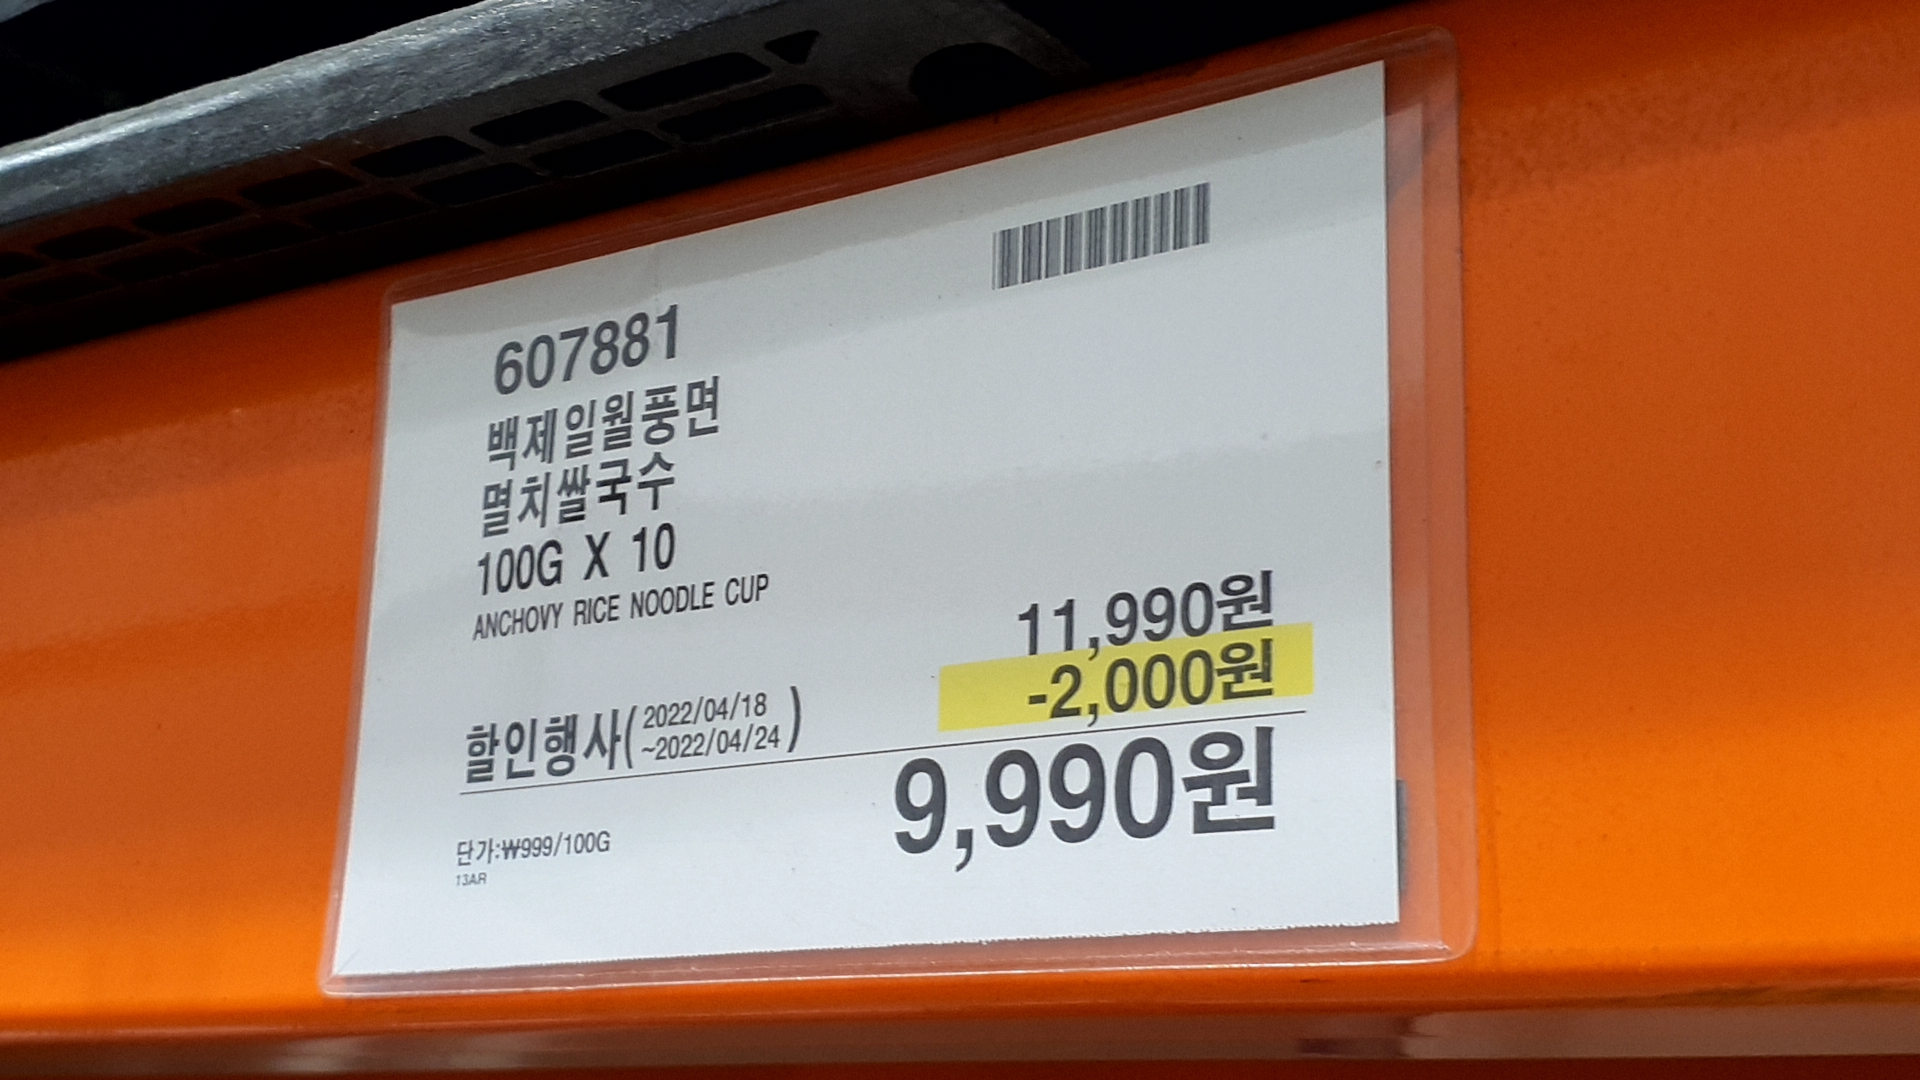 607881
백제일월풍면
멸치쌀국수
100G X 10
ANCHOVY RICE NOODLE CUP
11,990원
-2,000원
할인행사(2022/04/18
~2022/04/24)
9,990원
단가:₩999/100G
13AR